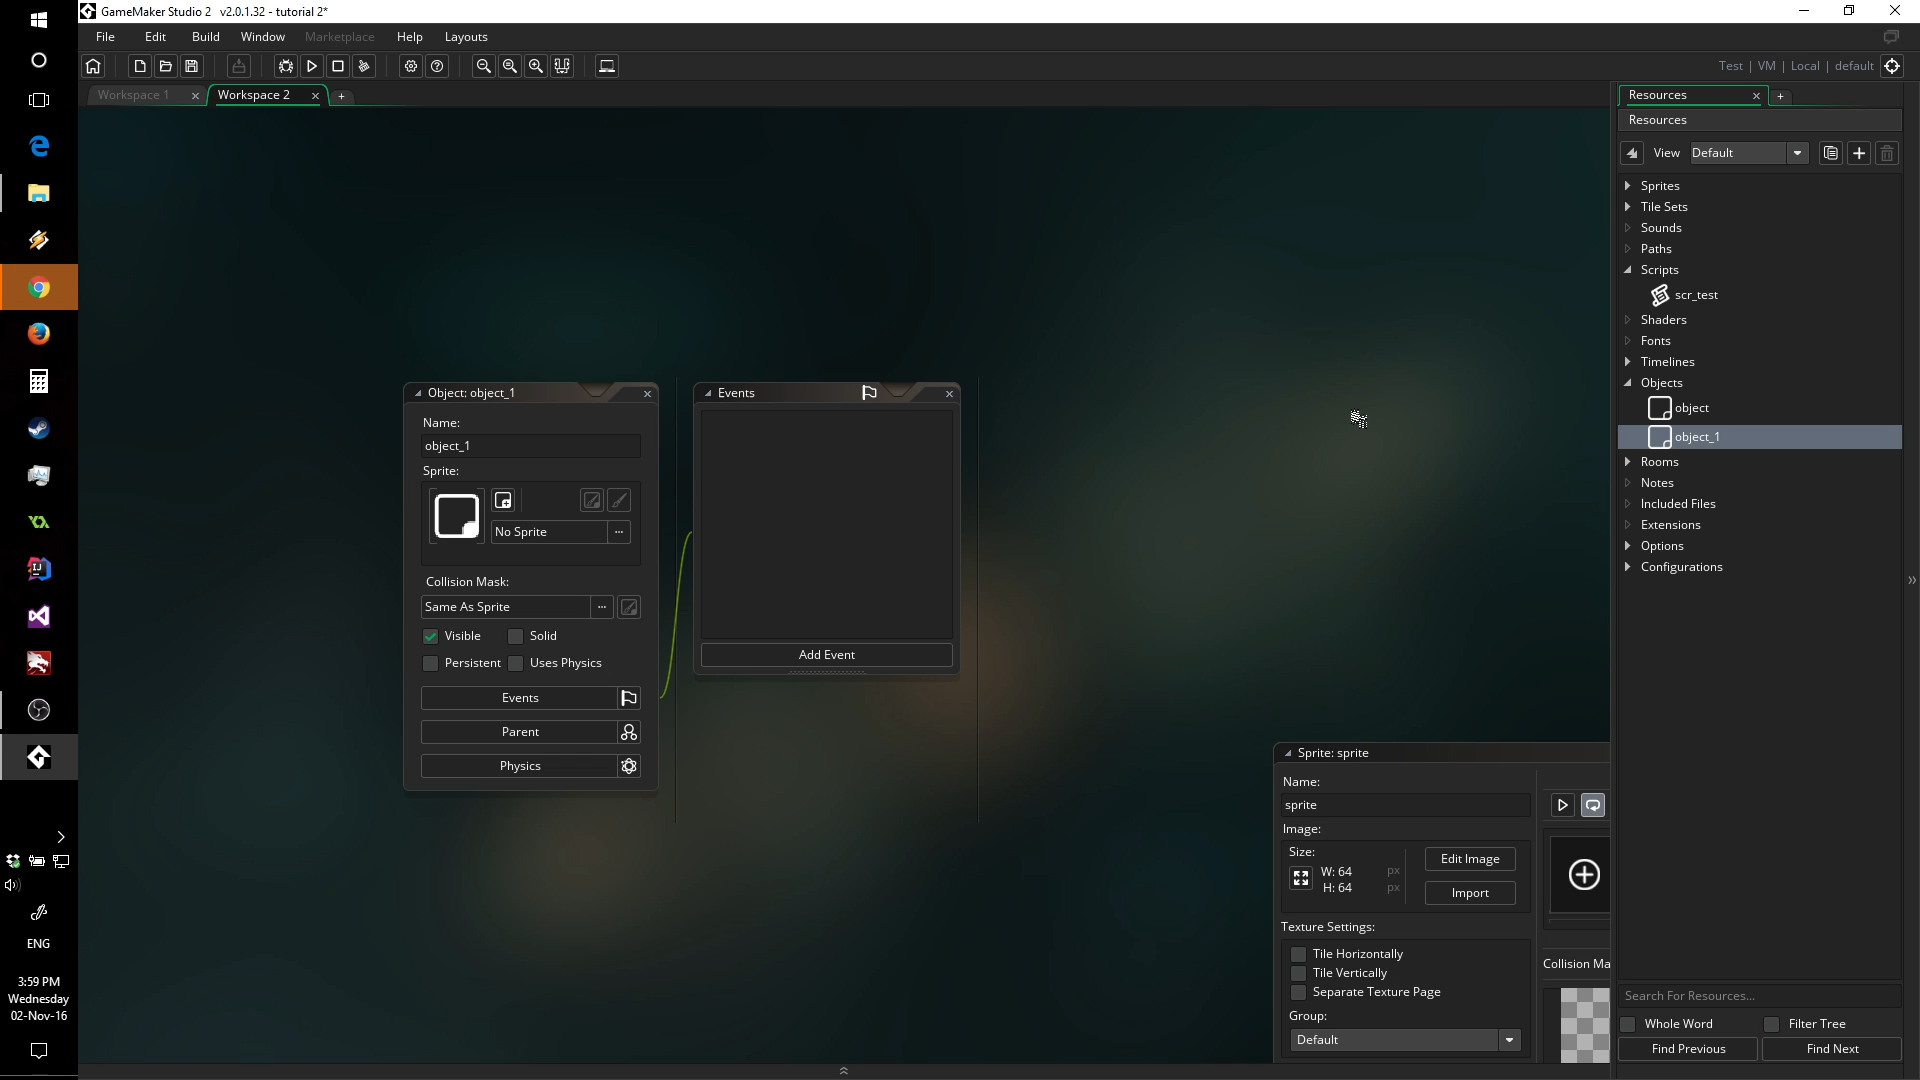 GameMaker Studio 2   v2.0.1.32 - tutorial 2*
File Edit Build Window Marketplace Help Layouts
Test | VM | Local | default
Workspace 1
Workspace 2
Resources
Resources
View Default
Sprites
Tile Sets
Sounds
Paths
Scripts
scr_test
Shaders
Fonts
Timelines
Objects
object
object_1
Rooms
Notes
Included Files
Extensions
Options
Configurations
Search For Resources...
Whole Word Filter Tree
Find Previous Find Next
Object: object_1
Name:
object_1
Sprite:
No Sprite ...
Collision Mask:
Same As Sprite ...
Visible Solid
Persistent Uses Physics
Events
Parent
Physics
Events
Add Event
Sprite: sprite
Name:
sprite
Image:
Size:
W: 64 px
H: 64 px
Edit Image
Import
Texture Settings:
Tile Horizontally
Tile Vertically
Separate Texture Page
Group:
Default
Collision Ma
ENG
3:59 PM
Wednesday
02-Nov-16